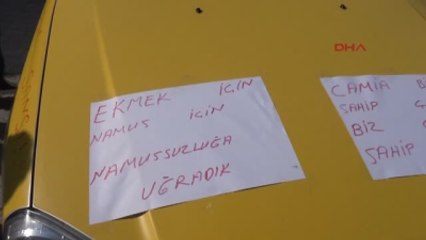 DHA
EKMEK İÇİN
NAMUS İÇİN
NAMUSSUZLUĞA
UĞRADIK
CAMİA
SAHİP
BİZ
SAHİP